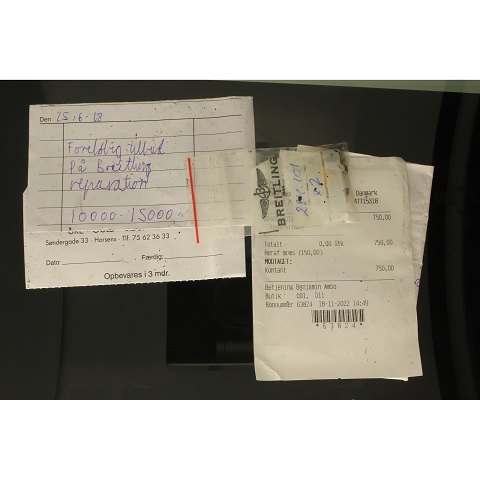 Den 25.6-18
Foreløbig tilbud
på Breitling
reparation
10000-15000,-
Søndergade 33 · Horsens · Tlf. 75 62 36 33
Dato: Færdig:
Opbevares i 3 mdr.
BREITLING
Danmark
750,00
Totalt 0,00 Stk 750,00
Heraf moms (150,00)
MODTAGET:
Kontant 750,00
Betjening Benjamin Ambo
Butik 001, 011
Bonnummer 63824 18-11-2022 14:49
*63824*